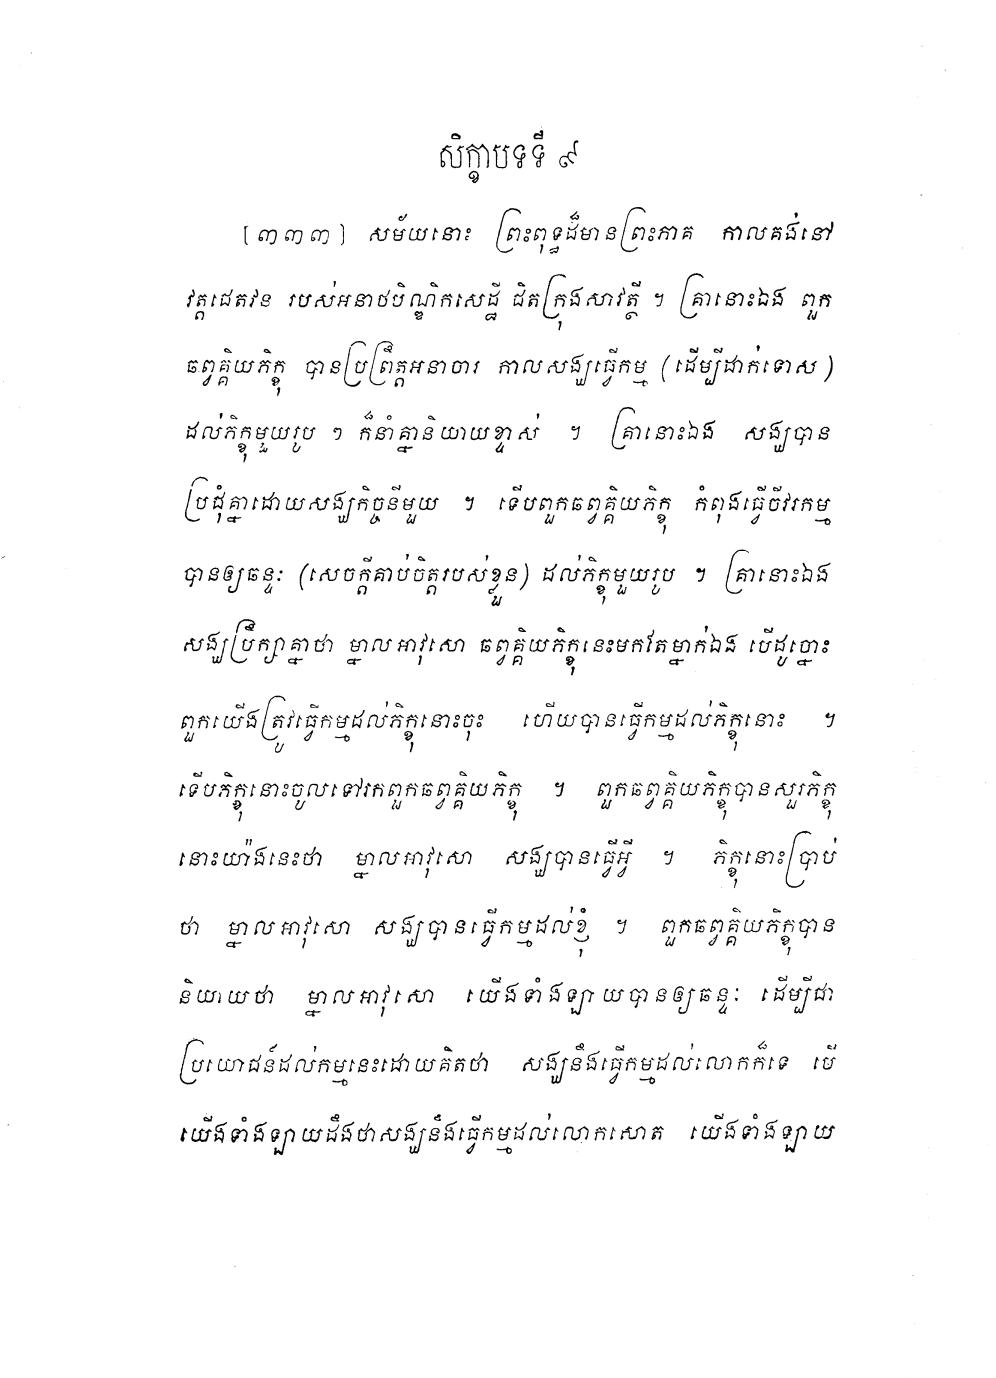 សិក្ខាបទទី ៩
[៣៣៣] សម័យនោះ ព្រះពុទ្ធដ៏មានព្រះភាគ កាលគង់នៅ
វត្តជេតវន របស់អនាថបិណ្ឌិកសេដ្ឋី ជិតក្រុងសាវត្ថី ។ គ្រានោះឯង ពួក
ឆព្វគ្គិយភិក្ខុ បានប្រព្រឹត្តអនាចារ កាលសង្ឃធ្វើកម្ម (ដើម្បីដាក់ទោស)
ដល់ភិក្ខុមួយរូប ៗ ក៏នាំគ្នានិយាយខ្ទាស់ ។ គ្រានោះឯង សង្ឃបាន
ប្រជុំគ្នាដោយសង្ឃកិច្ចនីមួយ ។ ទើបពួកឆព្វគ្គិយភិក្ខុ កំពុងធ្វើចីវរកម្ម
បានឲ្យឆន្ទៈ (សេចក្តីគាប់ចិត្តរបស់ខ្លួន) ដល់ភិក្ខុមួយរូប ។ គ្រានោះឯង
សង្ឃប្រឹក្សាគ្នាថា ម្នាលអាវុសោ ឆព្វគ្គិយភិក្ខុនេះមកតែម្នាក់ឯង បើដូច្នោះ
ពួកយើងត្រូវធ្វើកម្មដល់ភិក្ខុនោះចុះ ហើយបានធ្វើកម្មដល់ភិក្ខុនោះ ។
ទើបភិក្ខុនោះចូលទៅរកពួកឆព្វគ្គិយភិក្ខុ ។ ពួកឆព្វគ្គិយភិក្ខុបានសួរភិក្ខុ
នោះយ៉ាងនេះថា ម្នាលអាវុសោ សង្ឃបានធ្វើអ្វី ។ ភិក្ខុនោះប្រាប់
ថា ម្នាលអាវុសោ សង្ឃបានធ្វើកម្មដល់ខ្ញុំ ។ ពួកឆព្វគ្គិយភិក្ខុបាន
និយាយថា ម្នាលអាវុសោ យើងទាំងឡាយបានឲ្យឆន្ទៈ ដើម្បីជា
ប្រយោជន៍ដល់កម្មនេះដោយគិតថា សង្ឃនឹងធ្វើកម្មដល់លោកក៏ទេ បើ
យើងទាំងឡាយដឹងថាសង្ឃនឹងធ្វើកម្មដល់លោកសោត យើងទាំងឡាយ